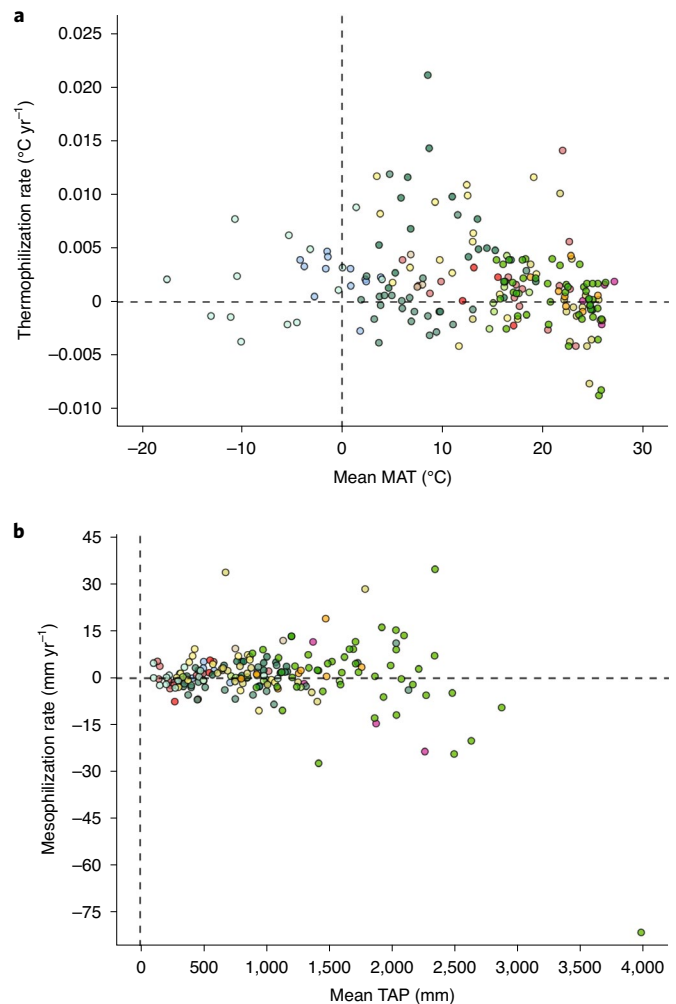 a
0.025
0.020
0.015
0.010
0.005
0
−0.005
−0.010
Thermophilization rate (°C yr⁻¹)
−20 −10 0 10 20 30
Mean MAT (°C)
b
45
30
15
0
−15
−30
−45
−60
−75
Mesophilization rate (mm yr⁻¹)
0 500 1,000 1,500 2,000 2,500 3,000 3,500 4,000
Mean TAP (mm)